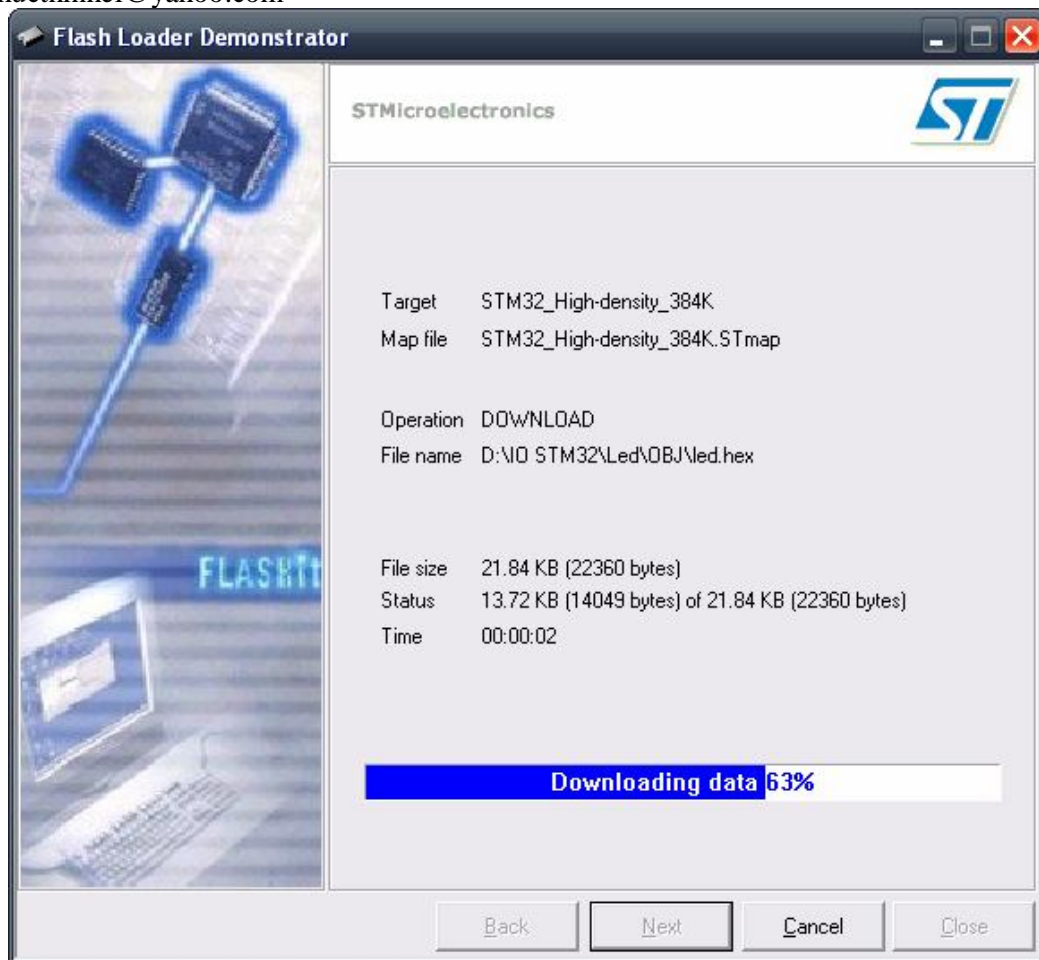 Flash Loader Demonstrator
STMicroelectronics
ST
Target STM32_High-density_384K
Map file STM32_High-density_384K.STmap
Operation DOWNLOAD
File name D:\IO STM32\Led\OBJ\led.hex
FLASH
File size 21.84 KB (22360 bytes)
Status 13.72 KB (14049 bytes) of 21.84 KB (22360 bytes)
Time 00:00:02
Downloading data 63%
Back Next Cancel Close